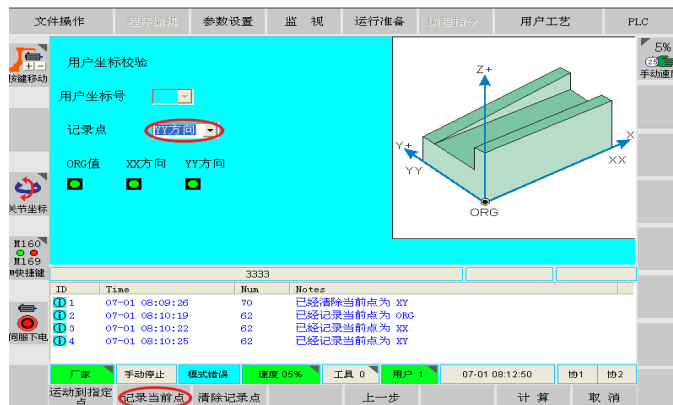 文件操作 程序编辑 参数设置 监 视 运行准备 编程指令 用户工艺 PLC
5%
手动速度
按键移动
用户坐标校验
用户坐标号 1
记录点 YY方向
ORG值 XX方向 YY方向
Z+
Y+
YY
X
XX
ORG
关节坐标
M160
M169
M快捷键
伺服下电
3333
ID Time Num Notes
1 07-01 08:09:26 70 已经清除当前点为 XY
2 07-01 08:10:19 62 已经记录当前点为 ORG
3 07-01 08:10:22 62 已经记录当前点为 XX
4 07-01 08:12:49 62 已经记录当前点为 YY
厂家 手动停止 模式错误 速度 05% 工具 0 用户 1 07-01 08:12:50 协1 协2
运动到指定点 记录当前点 清除记录点 上一步 计 算 取 消